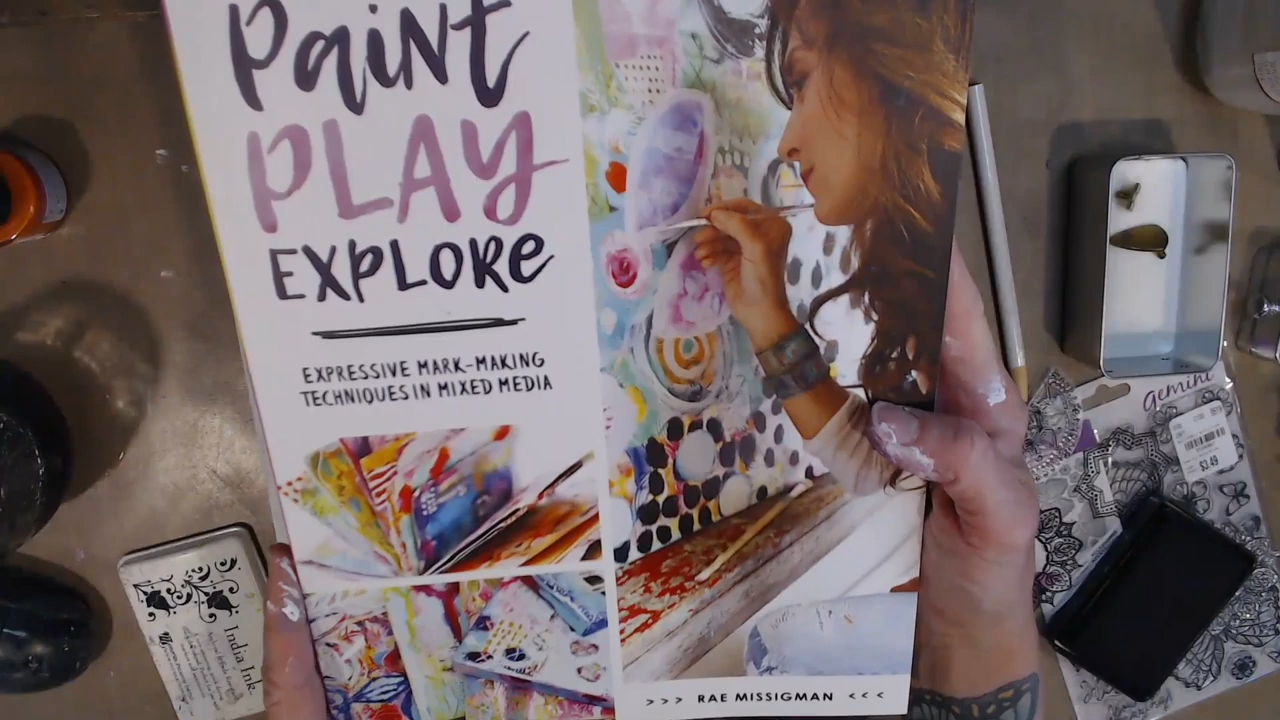 Paint
PLAY
EXPLORE
EXPRESSIVE MARK-MAKING
TECHNIQUES IN MIXED MEDIA
>>> RAE MISSIGMAN <<<
India Ink
gemini
$3.49